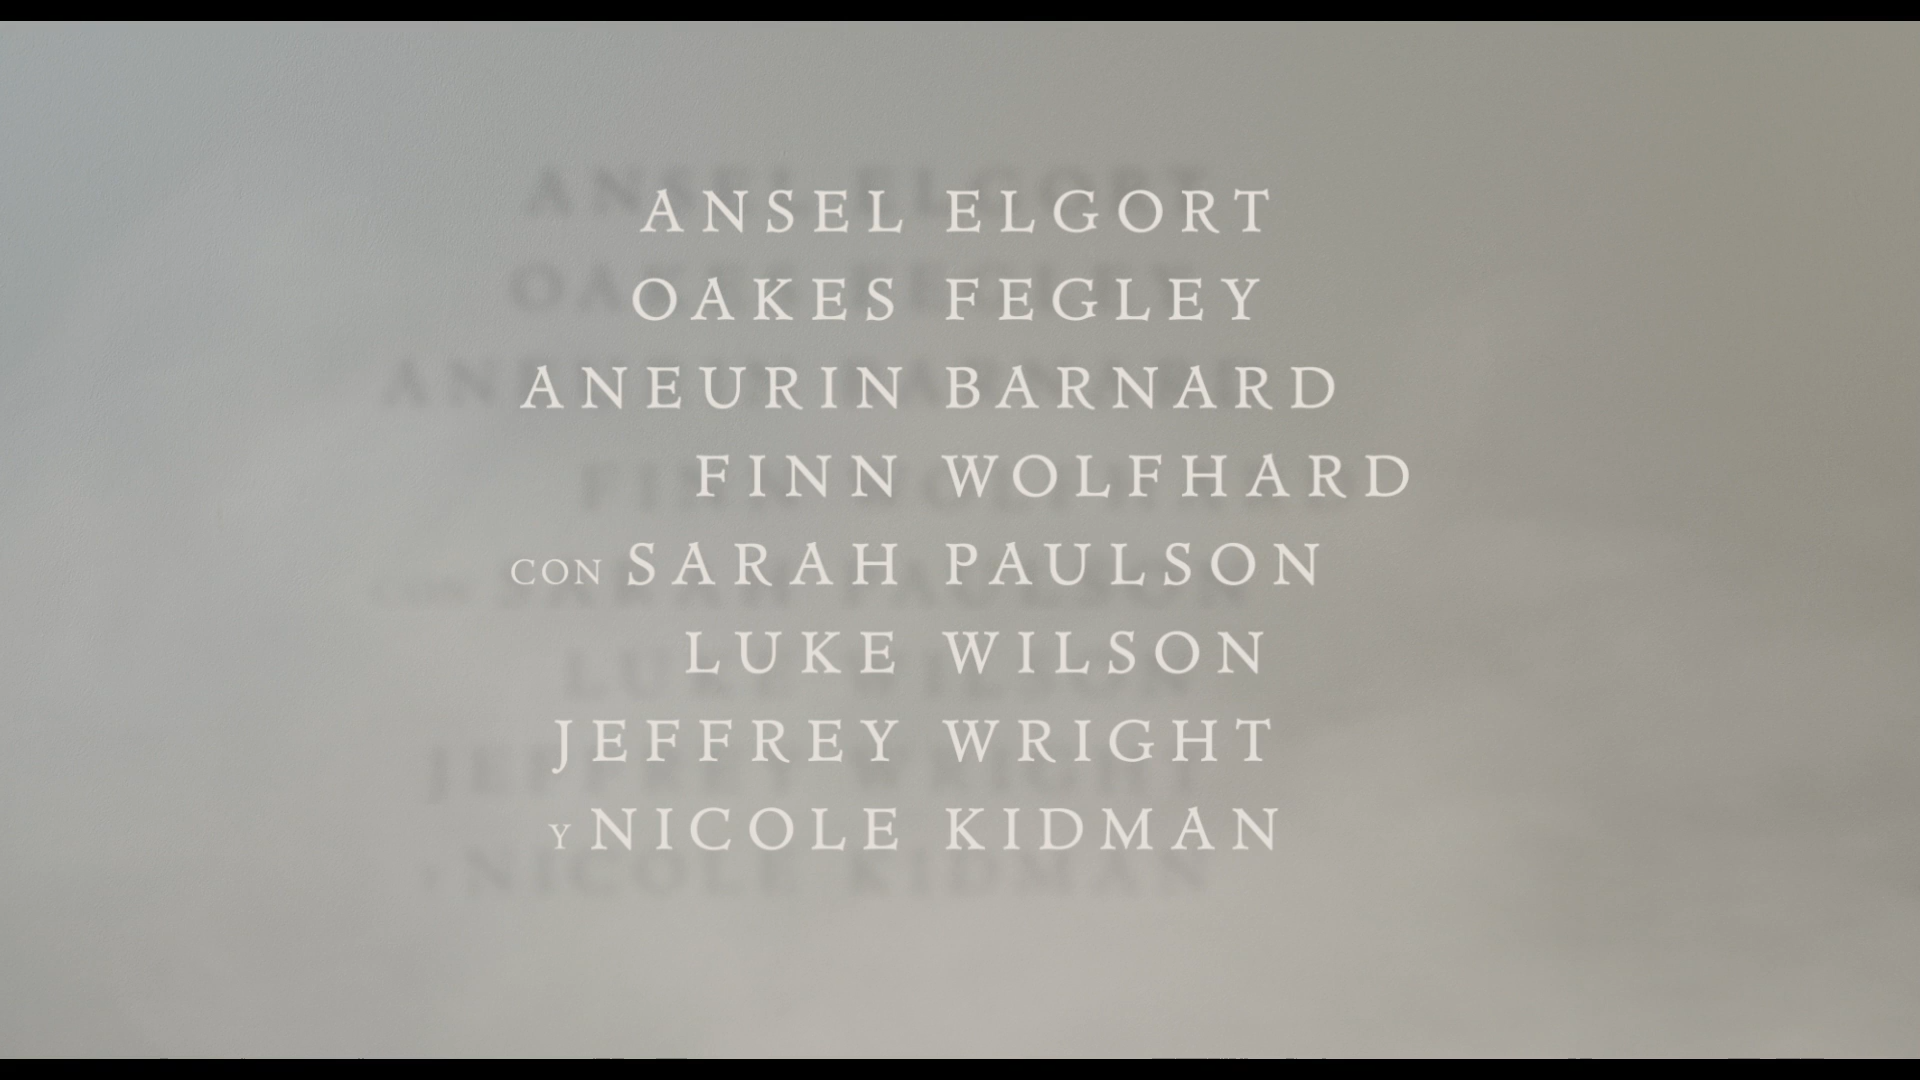 ANSEL ELGORT
OAKES FEGLEY
ANEURIN BARNARD
FINN WOLFHARD
CON SARAH PAULSON
LUKE WILSON
JEFFREY WRIGHT
Y NICOLE KIDMAN